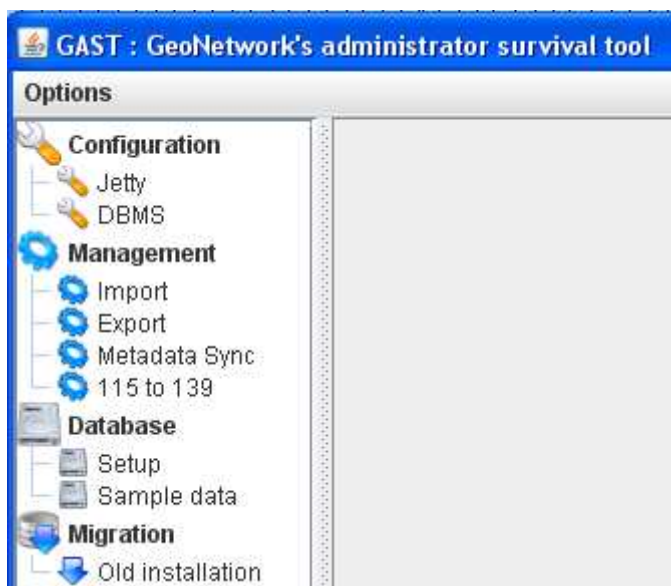 GAST : GeoNetwork's administrator survival tool
Options
Configuration
Jetty
DBMS
Management
Import
Export
Metadata Sync
115 to 139
Database
Setup
Sample data
Migration
Old installation